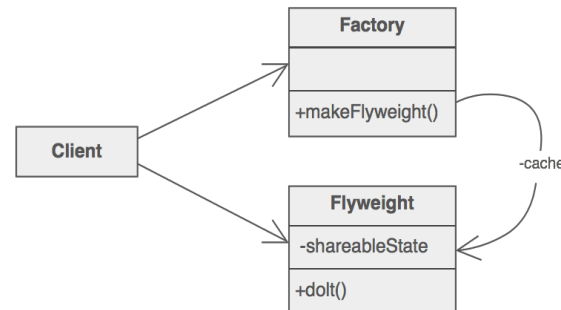 Factory
+makeFlyweight()
Client
-cache
Flyweight
-shareableState
+doIt()